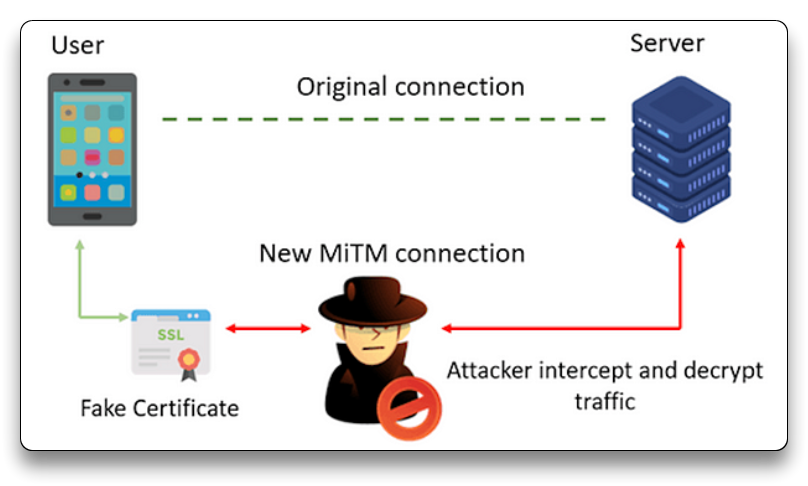 User
Server
Original connection
New MiTM connection
SSL
Attacker intercept and decrypt
traffic
Fake Certificate